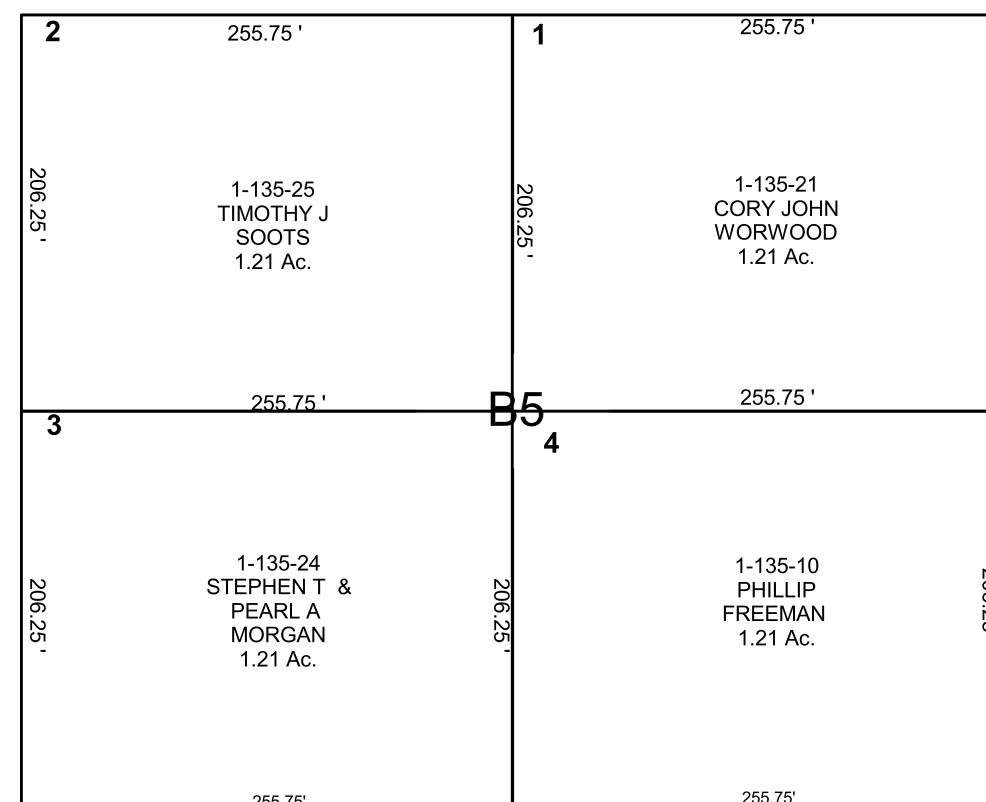 2
255.75 '
1
255.75 '
206.25 '
1-135-25
TIMOTHY J
SOOTS
1.21 Ac.
206.25 '
1-135-21
CORY JOHN
WORWOOD
1.21 Ac.
255.75 '
255.75 '
B5
3
4
206.25 '
1-135-24
STEPHEN T &
PEARL A
MORGAN
1.21 Ac.
206.25 '
1-135-10
PHILLIP
FREEMAN
1.21 Ac.
255.75'
255.75'